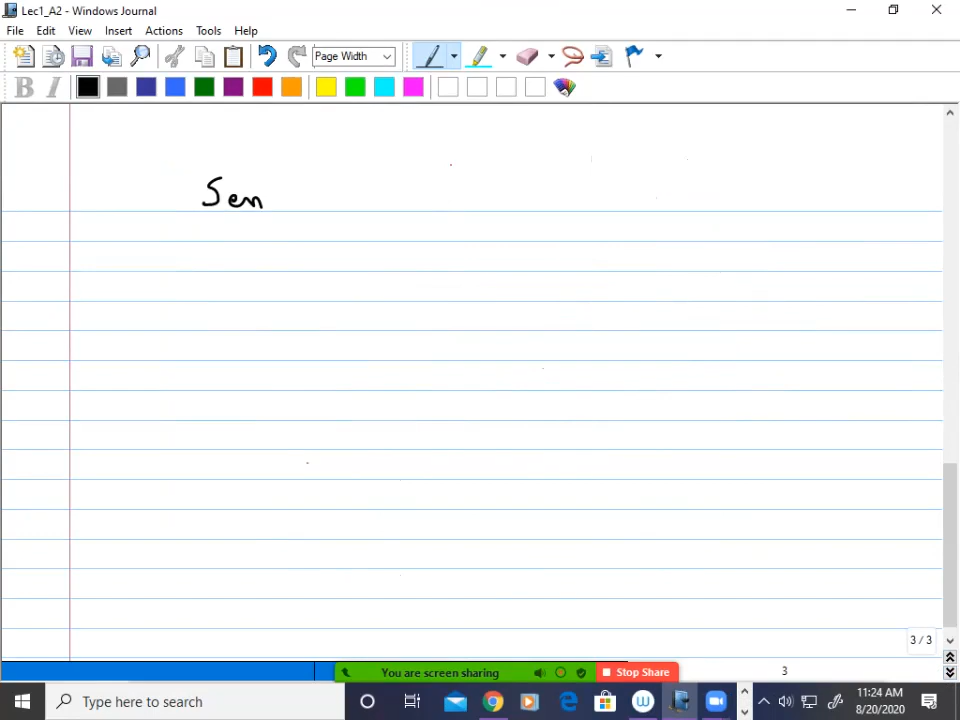 Lec1_A2 - Windows Journal
File Edit View Insert Actions Tools Help
Page Width
B I
Sen
3 / 3
You are screen sharing Stop Share 3
Type here to search
11:24 AM
8/20/2020